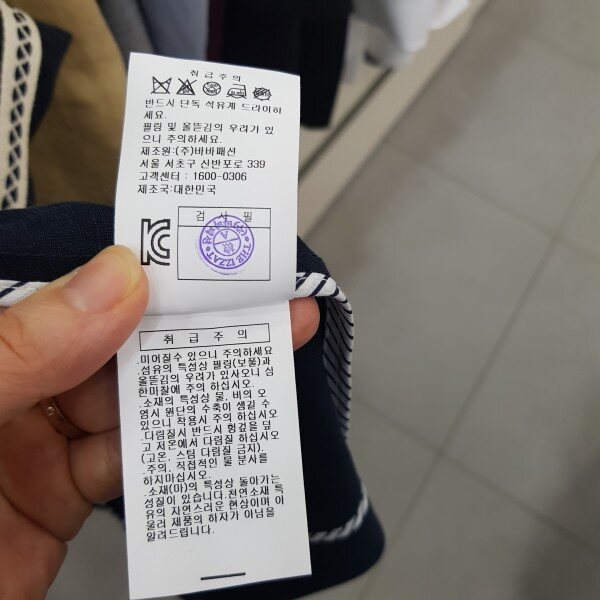 취급주의
반드시 단독 석유계 드라이하
세요.
필링 및 올뜯김의 우려가 있
으니 주의하세요.
제조원:(주)바바패션
서울 서초구 신반포로 339
고객센터 : 1600-0306
제조국:대한민국
검 사 필
THE IZZAT
취 급 주 의
.미어질수 있으니 주의하세요
.섬유의 특성상 필링(보풀)과
올뜯김의 우려가 있사오니 심
한마찰에 주의 하십시오.
.소재의 특성상 물, 비의 오
염시 원단의 수축이 생길 수
있으니 착용시 주의 하십시오
.다림질시 반드시 헝겊을 덮
고 저온에서 다림질 하십시오
(고온, 스팀 다림질 금지).
주의, 직접적인 물 분사를
하지마십시오.
.소재(마)의 특성상 돌아가는
성질이 있습니다.천연소재 특
유의 자연스러운 현상이며 아
울러 제품의 하자가 아님을
알려드립니다.